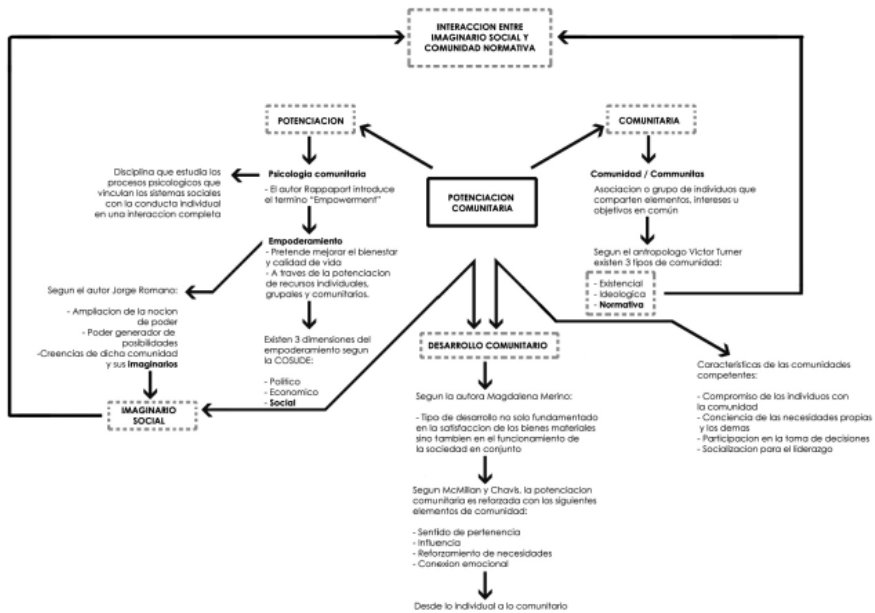 INTERACCION ENTRE
IMAGINARIO SOCIAL Y
COMUNIDAD NORMATIVA
POTENCIACION
COMUNITARIA
Disciplina que estudia los
procesos psicologicos que
vinculan los sistemas sociales
con la conducta individual
en una interaccion completa
Psicologia comunitaria
- El autor Rappaport introduce
el termino “Empowerment”
POTENCIACION
COMUNITARIA
Comunidad / Communitas
Asociacion o grupo de individuos que
comparten elementos, intereses u
objetivos en común
Empoderamiento
- Pretende mejorar el bienestar
y calidad de vida
- A traves de la potenciacion
de recursos individuales,
grupales y comunitarios.
Segun el antropologo Victor Turner
existen 3 tipos de comunidad:
- Existencial
- Ideologica
- Normativa
Segun el autor Jorge Romano:
- Ampliacion de la nocion
de poder
- Poder generador de
posibilidades
-Creencias de dicha comunidad
y sus imaginarios
Existen 3 dimensiones del
empoderamiento segun
la COSUDE:
- Politico
- Economico
- Social
IMAGINARIO
SOCIAL
DESARROLLO COMUNITARIO
Segun la autora Magdalena Merino:
- Tipo de desarrollo no solo fundamentado
en la satisfaccion de los bienes materiales
sino tambien en el funcionamiento de
la sociedad en conjunto
Segun McMillan y Chavis, la potenciacion
comunitaria es reforzada con los siguientes
elementos de comunidad:
- Sentido de pertenencia
- Influencia
- Reforzamiento de necesidades
- Conexion emocional
Desde lo individual a lo comunitario
Caracteristicas de las comunidades
competentes:
- Compromiso de los individuos con
la comunidad
- Conciencia de las necesidades propias
y los demas
- Participacion en la toma de decisiones
- Socializacion para el liderazgo